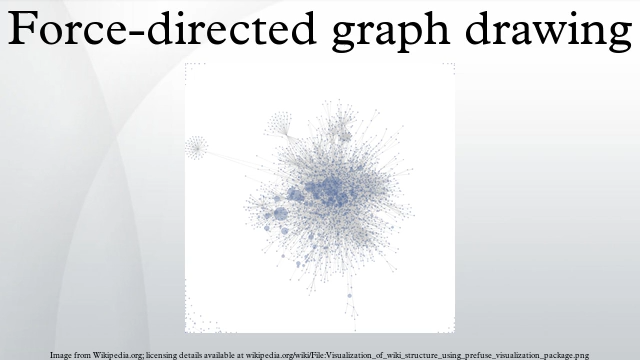 Force-directed graph drawing
Image from Wikipedia.org; licensing details available at wikipedia.org/wiki/File:Visualization_of_wiki_structure_using_prefuse_visualization_package.png